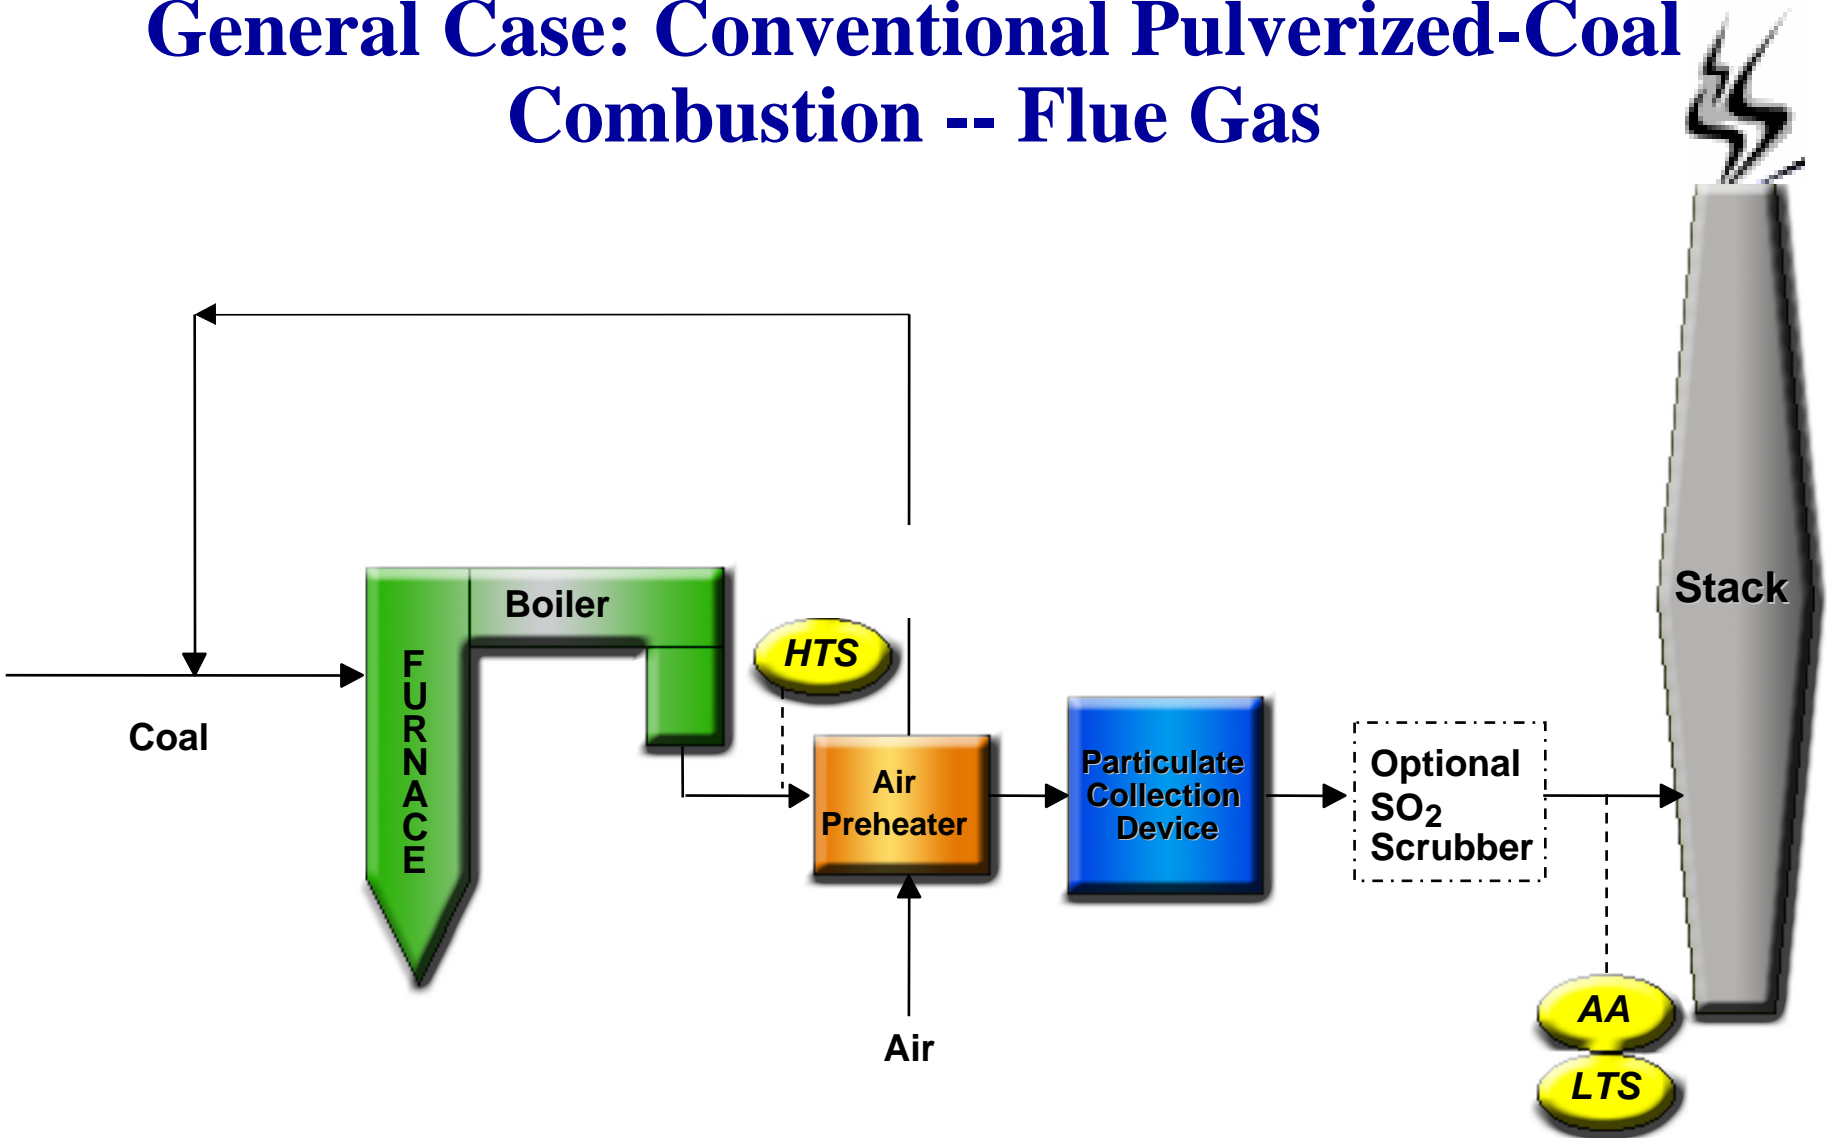 General Case: Conventional Pulverized-Coal
Combustion -- Flue Gas
Stack
Boiler
FURNACE
HTS
Coal
Air
Preheater
Particulate
Collection
Device
Optional
SO2
Scrubber
AA
Air
LTS